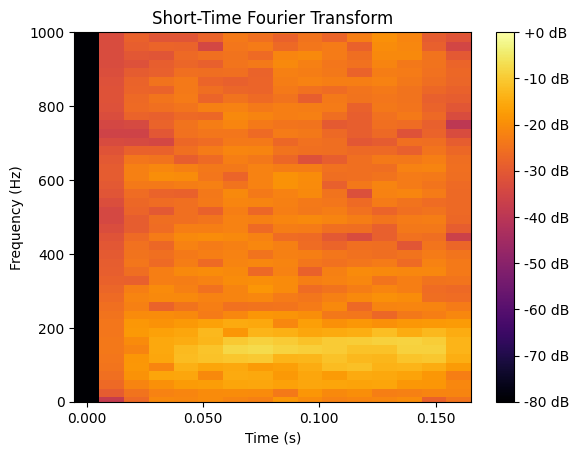 Short-Time Fourier Transform
1000
800
600
400
200
0
Frequency (Hz)
0.000
0.050
0.100
0.150
Time (s)
+0 dB
-10 dB
-20 dB
-30 dB
-40 dB
-50 dB
-60 dB
-70 dB
-80 dB